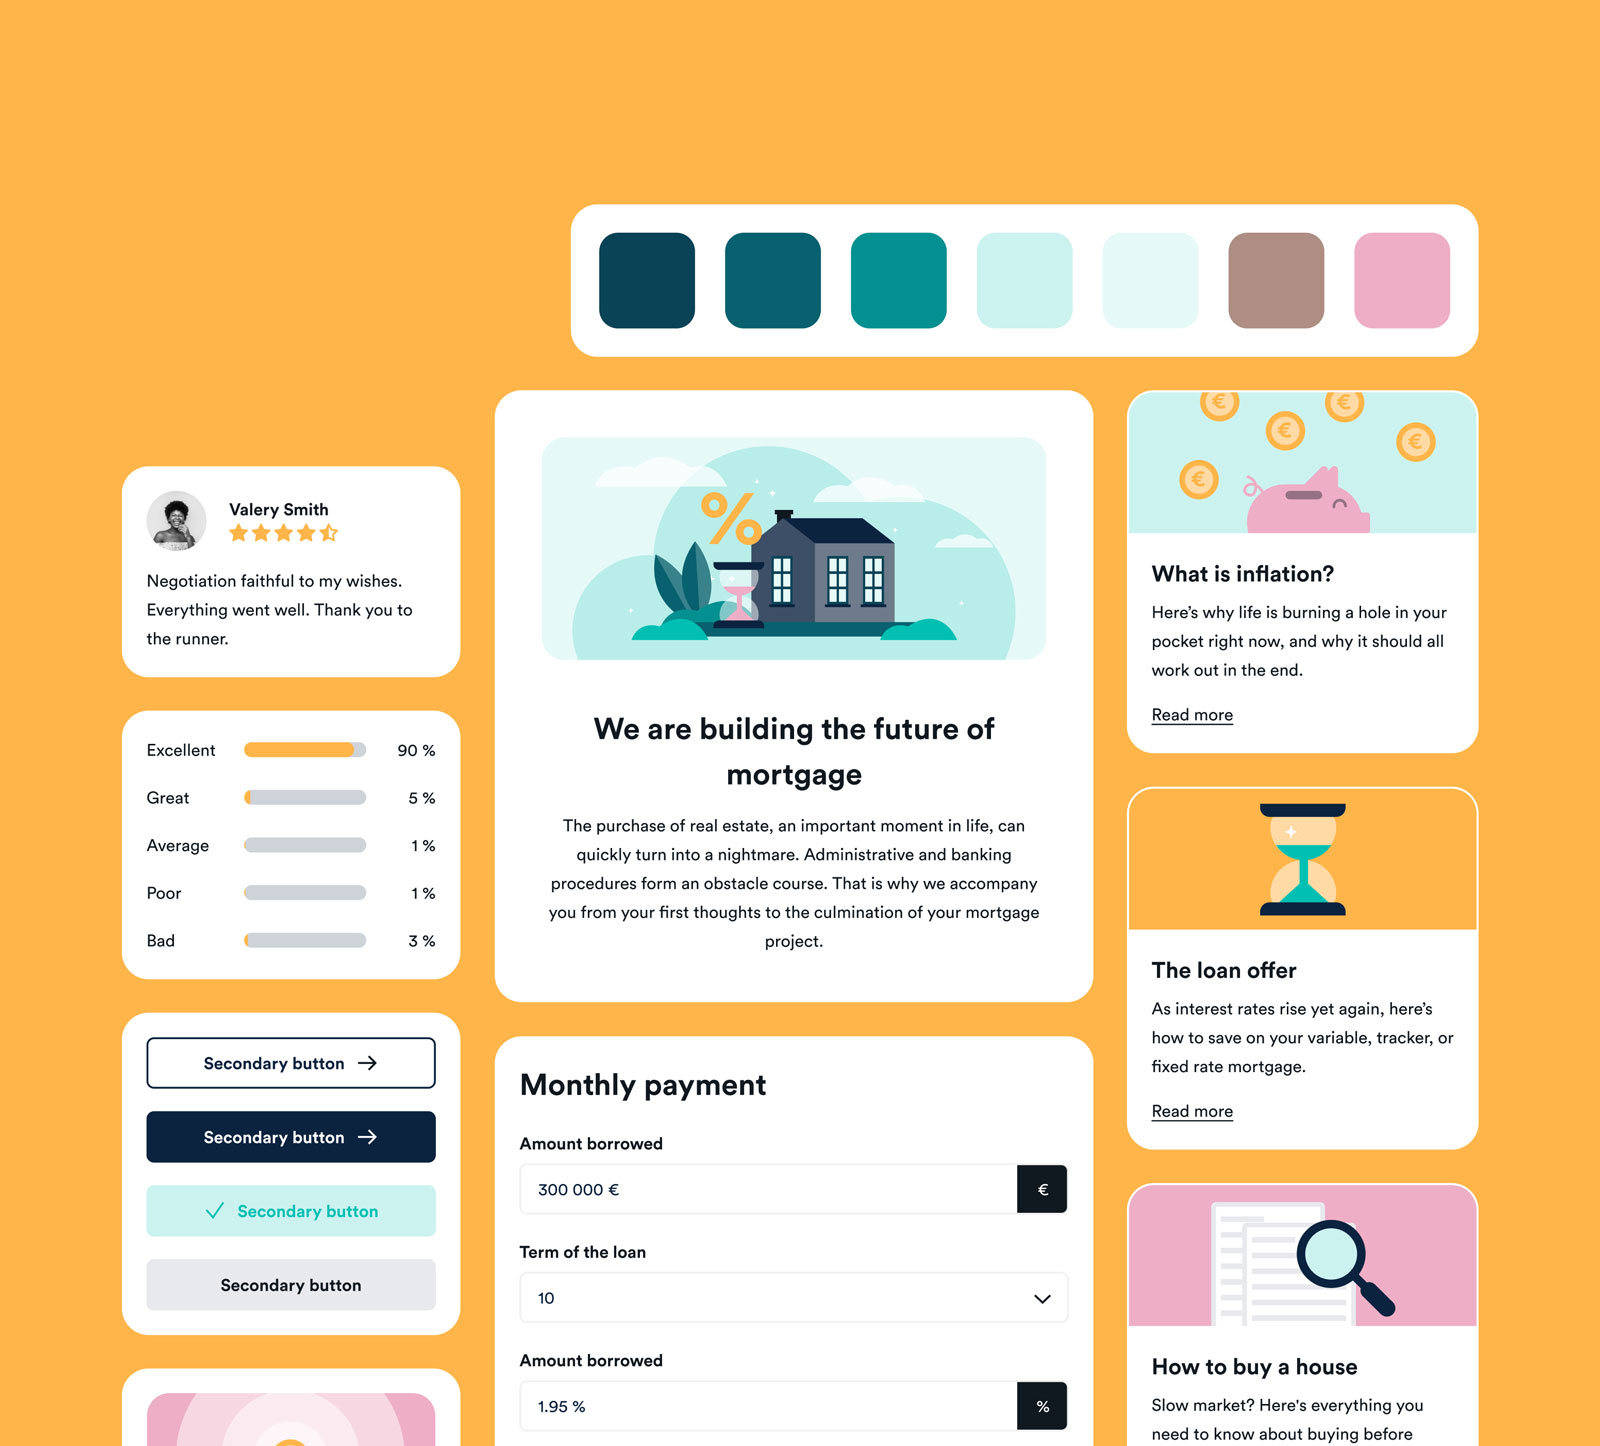 Valery Smith
Negotiation faithful to my wishes.
Everything went well. Thank you to
the runner.
Excellent 90 %
Great 5 %
Average 1 %
Poor 1 %
Bad 3 %
Secondary button
Secondary button
Secondary button
Secondary button
%
We are building the future of
mortgage
The purchase of real estate, an important moment in life, can
quickly turn into a nightmare. Administrative and banking
procedures form an obstacle course. That is why we accompany
you from your first thoughts to the culmination of your mortgage
project.
Monthly payment
Amount borrowed
300 000 € €
Term of the loan
10
Amount borrowed
1.95 % %
€ € € € €
What is inflation?
Here’s why life is burning a hole in your
pocket right now, and why it should all
work out in the end.
Read more
The loan offer
As interest rates rise yet again, here’s
how to save on your variable, tracker, or
fixed rate mortgage.
Read more
How to buy a house
Slow market? Here's everything you
need to know about buying before